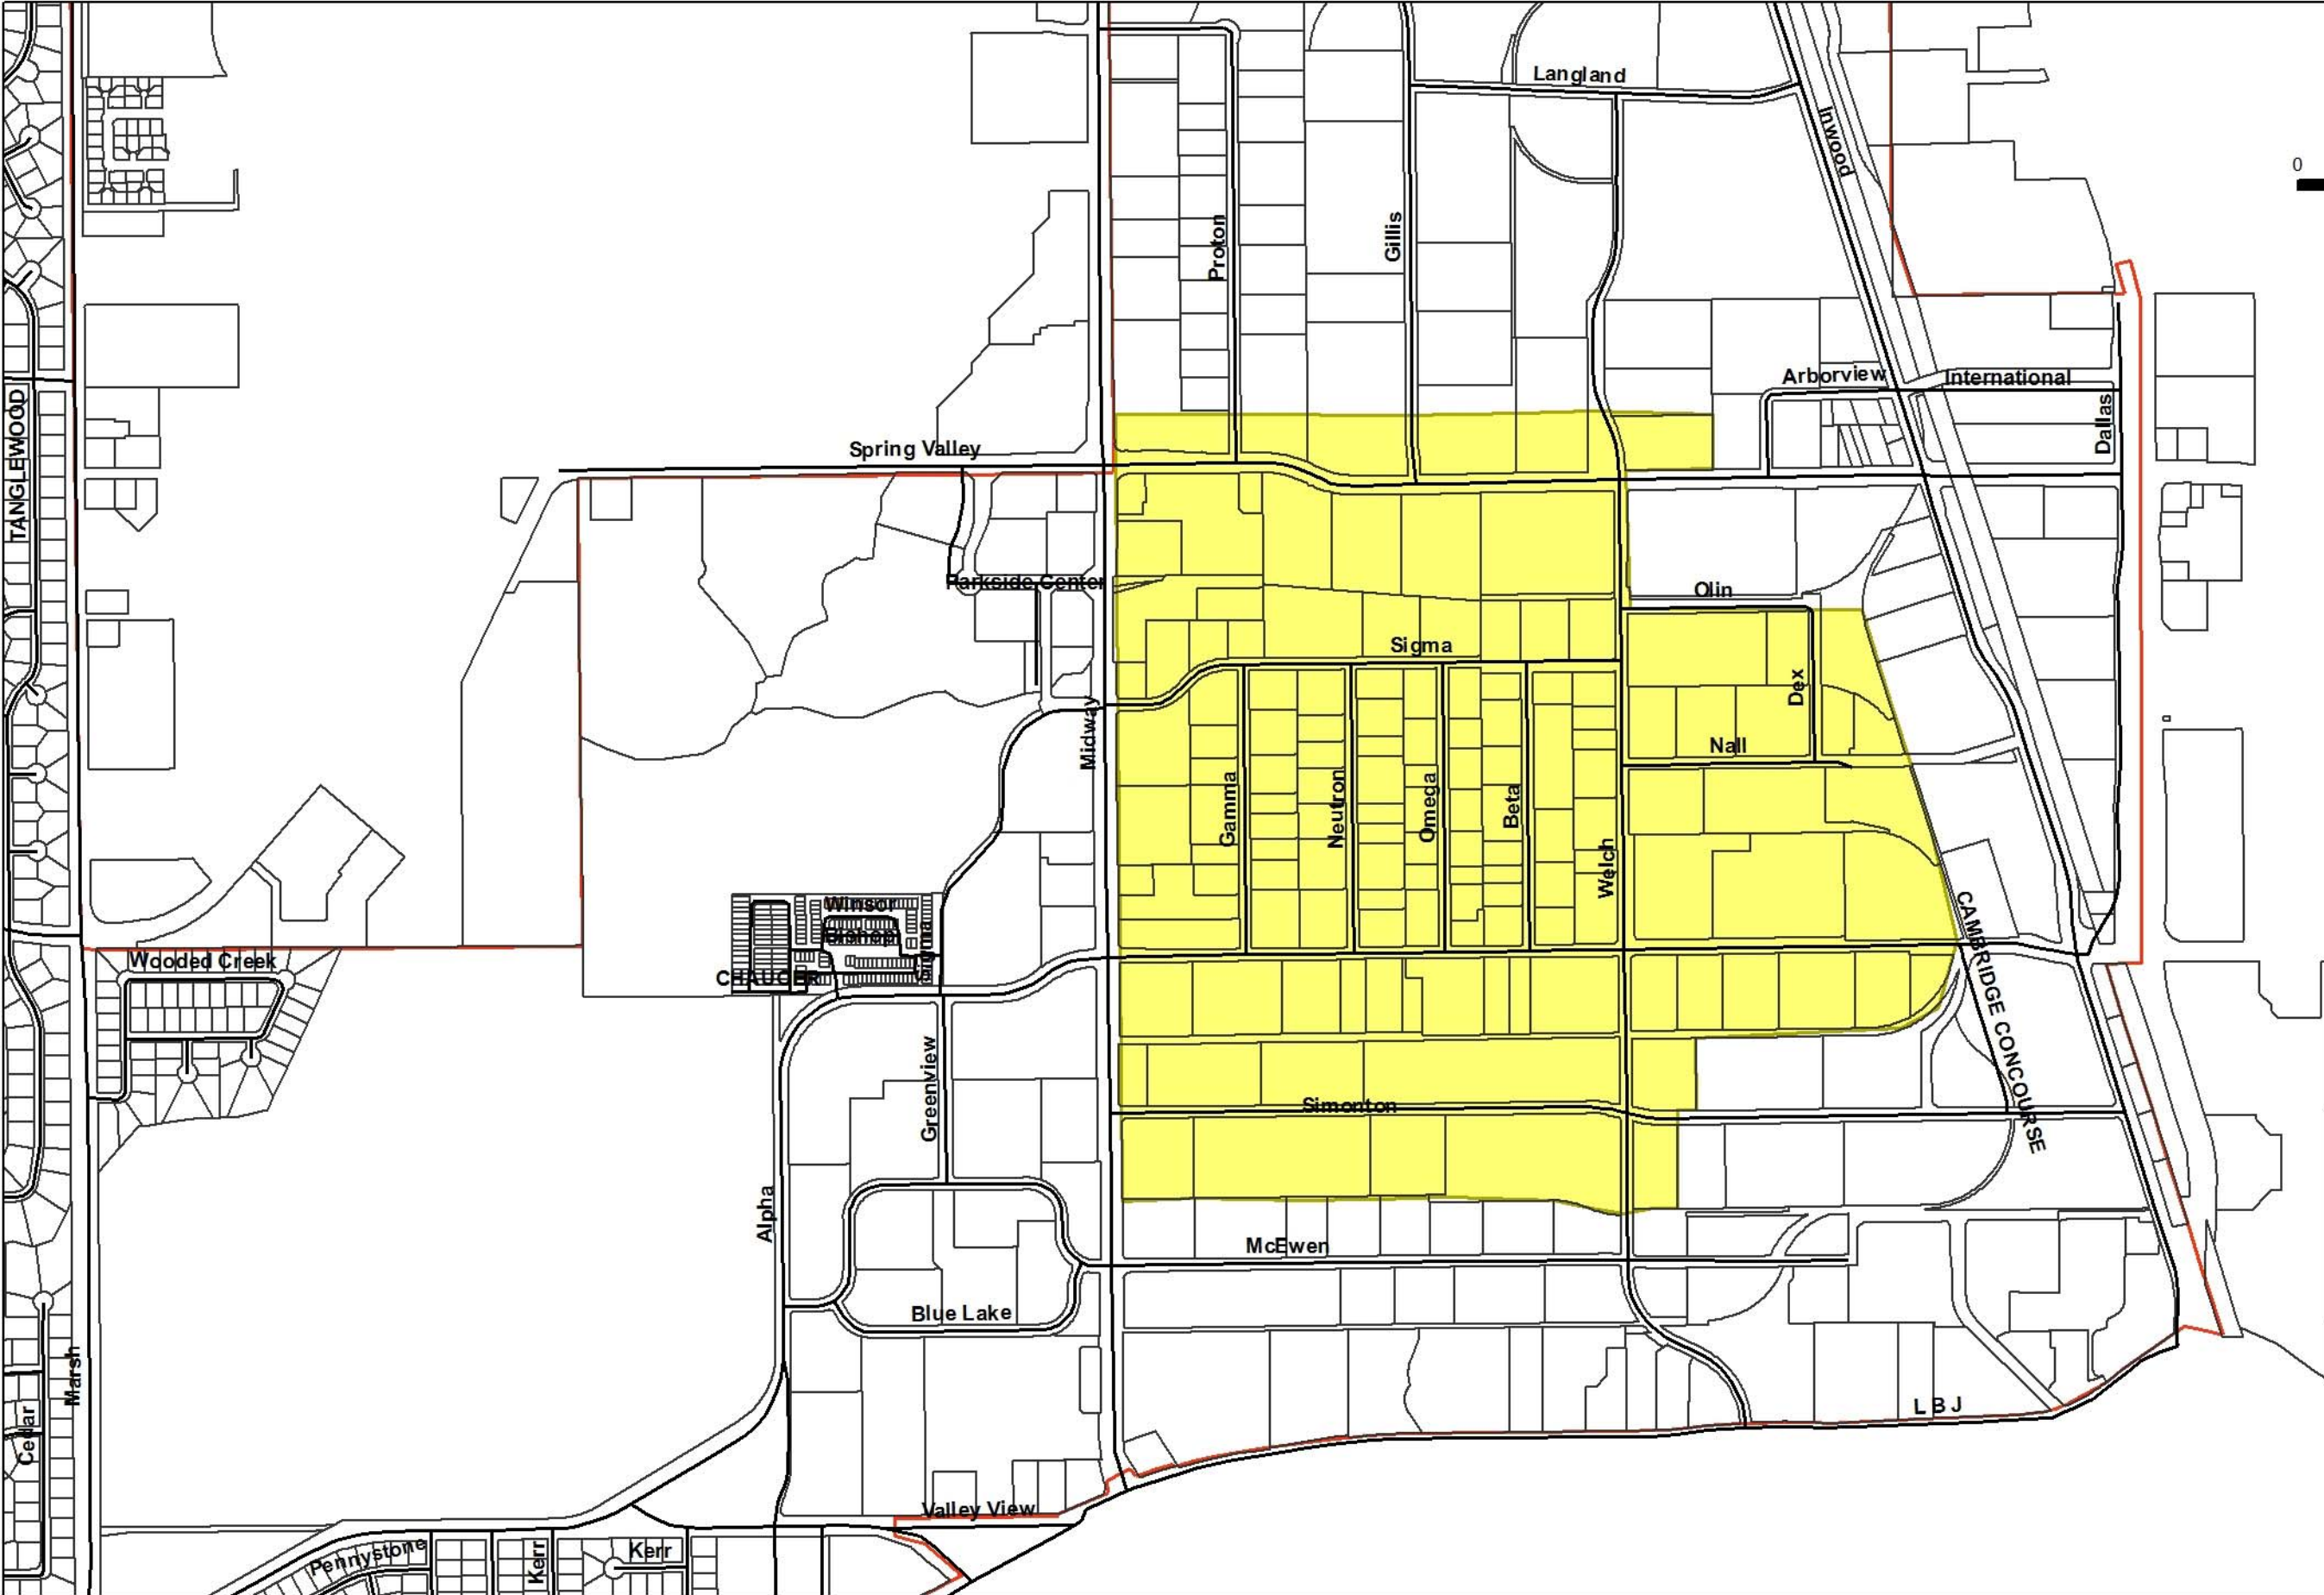 Langland
Inwood
0
Proton
Gillis
Arborview
International
TANGLEWOOD
Dallas
Spring Valley
Parkside Center
Olin
Sigma
Dex
Midway
Nall
Gamma
Neutron
Omega
Beta
Welch
Winsor
Bishop
Sigma
CHAUCER
Wooded Creek
CAMBRIDGE CONCOURSE
Greenview
Simonton
Alpha
McEwen
Blue Lake
Marsh
Cedar
LBJ
Valley View
Pennystone
Kerr
Kerr